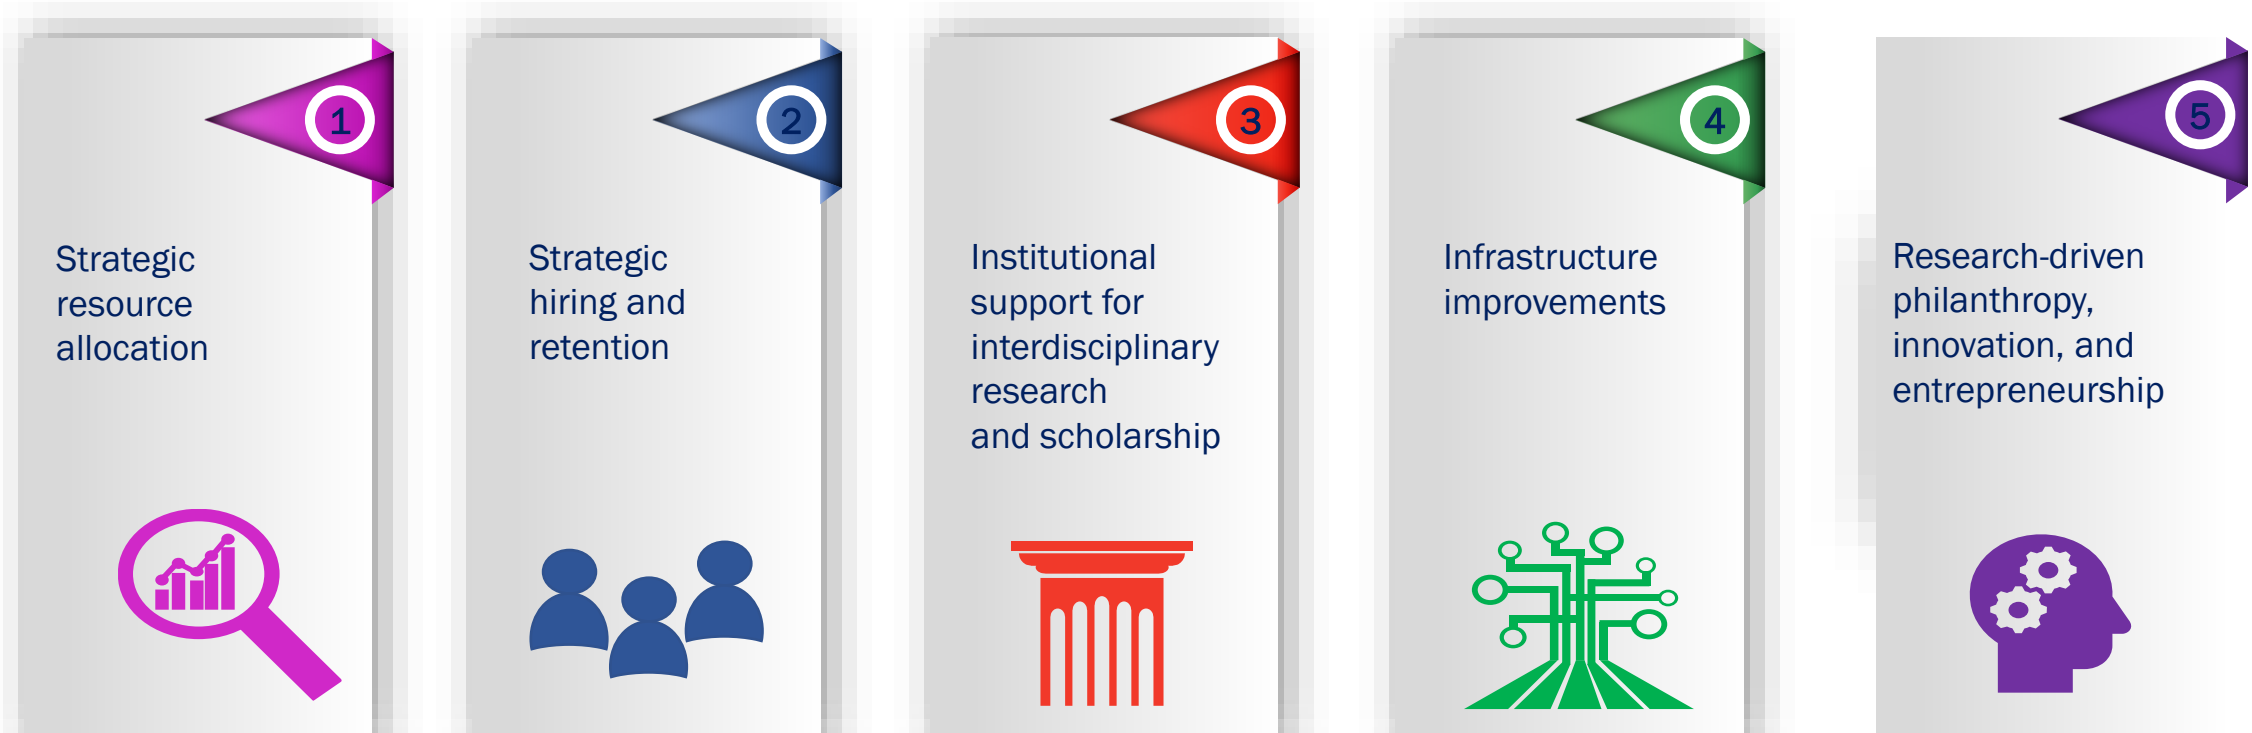 1
Strategic
resource
allocation
2
Strategic
hiring and
retention
3
Institutional
support for
interdisciplinary
research
and scholarship
4
Infrastructure
improvements
5
Research-driven
philanthropy,
innovation, and
entrepreneurship